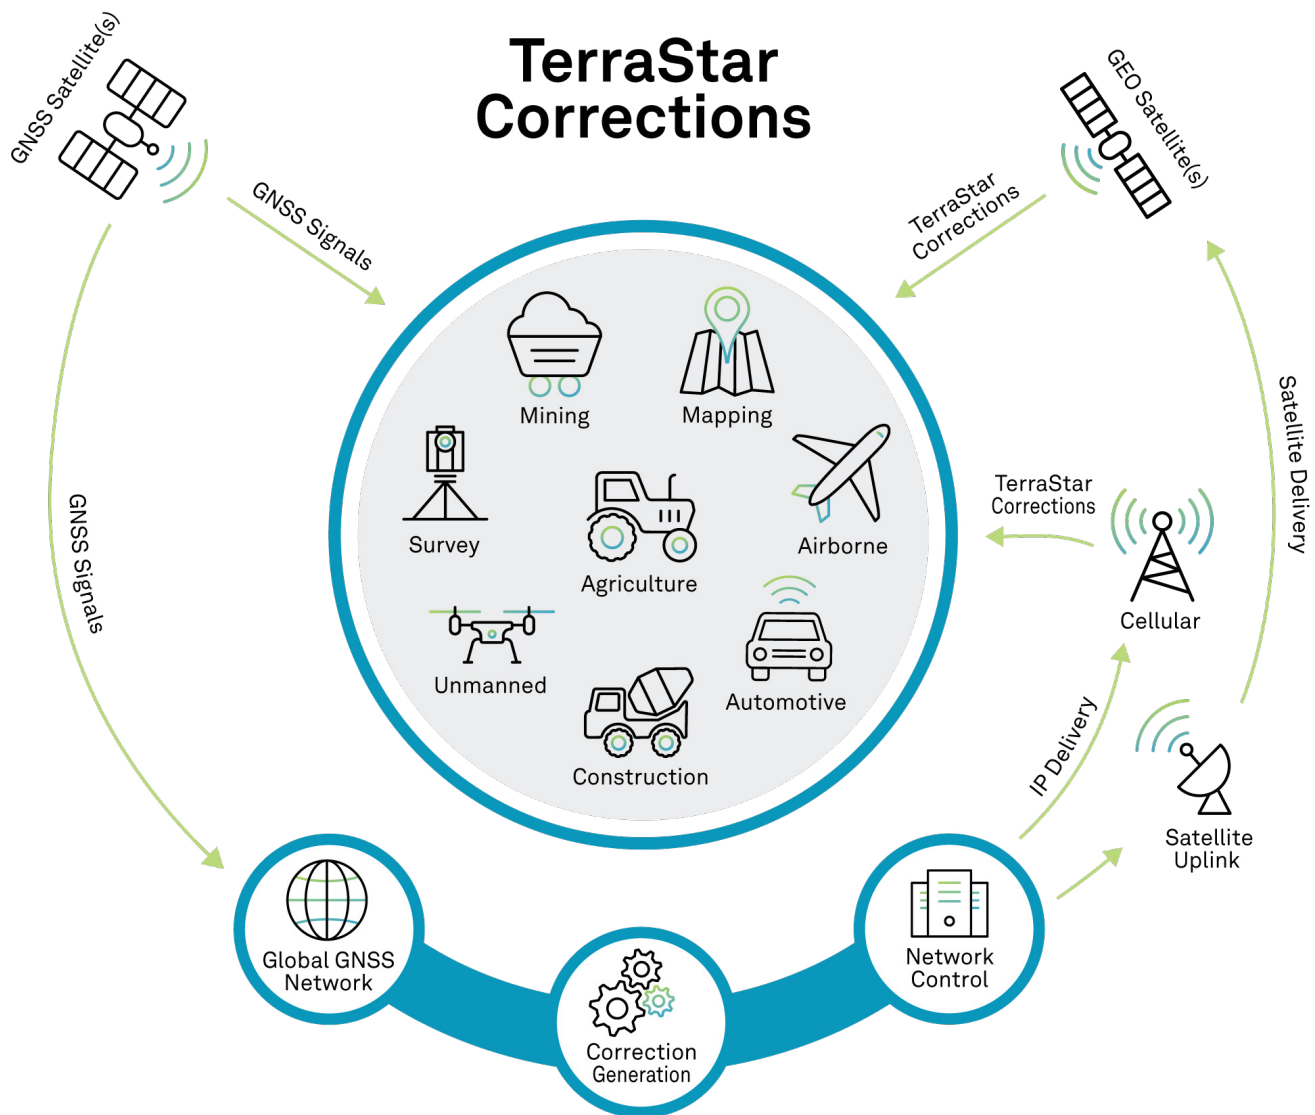 TerraStar
Corrections
GNSS Satellite(s)
GEO Satellite(s)
GNSS Signals
TerraStar
Corrections
Mining
Mapping
Survey
Agriculture
Airborne
TerraStar
Corrections
Satellite Delivery
GNSS Signals
Cellular
Unmanned
Automotive
Construction
IP Delivery
Satellite
Uplink
Global GNSS
Network
Network
Control
Correction
Generation